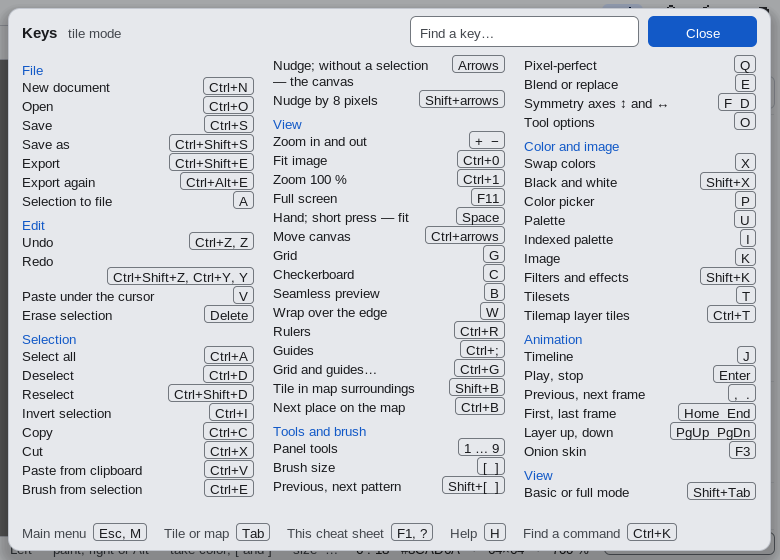 Keys tile mode Find a key… Close
File
New document Ctrl+N
Open Ctrl+O
Save Ctrl+S
Save as Ctrl+Shift+S
Export Ctrl+Shift+E
Export again Ctrl+Alt+E
Selection to file A
Edit
Undo Ctrl+Z, Z
Redo
Ctrl+Shift+Z, Ctrl+Y, Y
Paste under the cursor V
Erase selection Delete
Selection
Select all Ctrl+A
Deselect Ctrl+D
Reselect Ctrl+Shift+D
Invert selection Ctrl+I
Copy Ctrl+C
Cut Ctrl+X
Paste from clipboard Ctrl+V
Brush from selection Ctrl+E
Nudge; without a selection Arrows
— the canvas
Nudge by 8 pixels Shift+arrows
View
Zoom in and out + −
Fit image Ctrl+0
Zoom 100 % Ctrl+1
Full screen F11
Hand; short press — fit Space
Move canvas Ctrl+arrows
Grid G
Checkerboard C
Seamless preview B
Wrap over the edge W
Rulers Ctrl+R
Guides Ctrl+;
Grid and guides… Ctrl+G
Tile in map surroundings Shift+B
Next place on the map Ctrl+B
Tools and brush
Panel tools 1 … 9
Brush size [ ]
Previous, next pattern Shift+[ ]
Pixel-perfect Q
Blend or replace E
Symmetry axes ↕ and ↔ F D
Tool options O
Color and image
Swap colors X
Black and white Shift+X
Color picker P
Palette U
Indexed palette I
Image K
Filters and effects Shift+K
Tilesets T
Tilemap layer tiles Ctrl+T
Animation
Timeline J
Play, stop Enter
Previous, next frame , .
First, last frame Home End
Layer up, down PgUp PgDn
Onion skin F3
View
Basic or full mode Shift+Tab
Main menu Esc, M Tile or map Tab This cheat sheet F1, ? Help H Find a command Ctrl+K